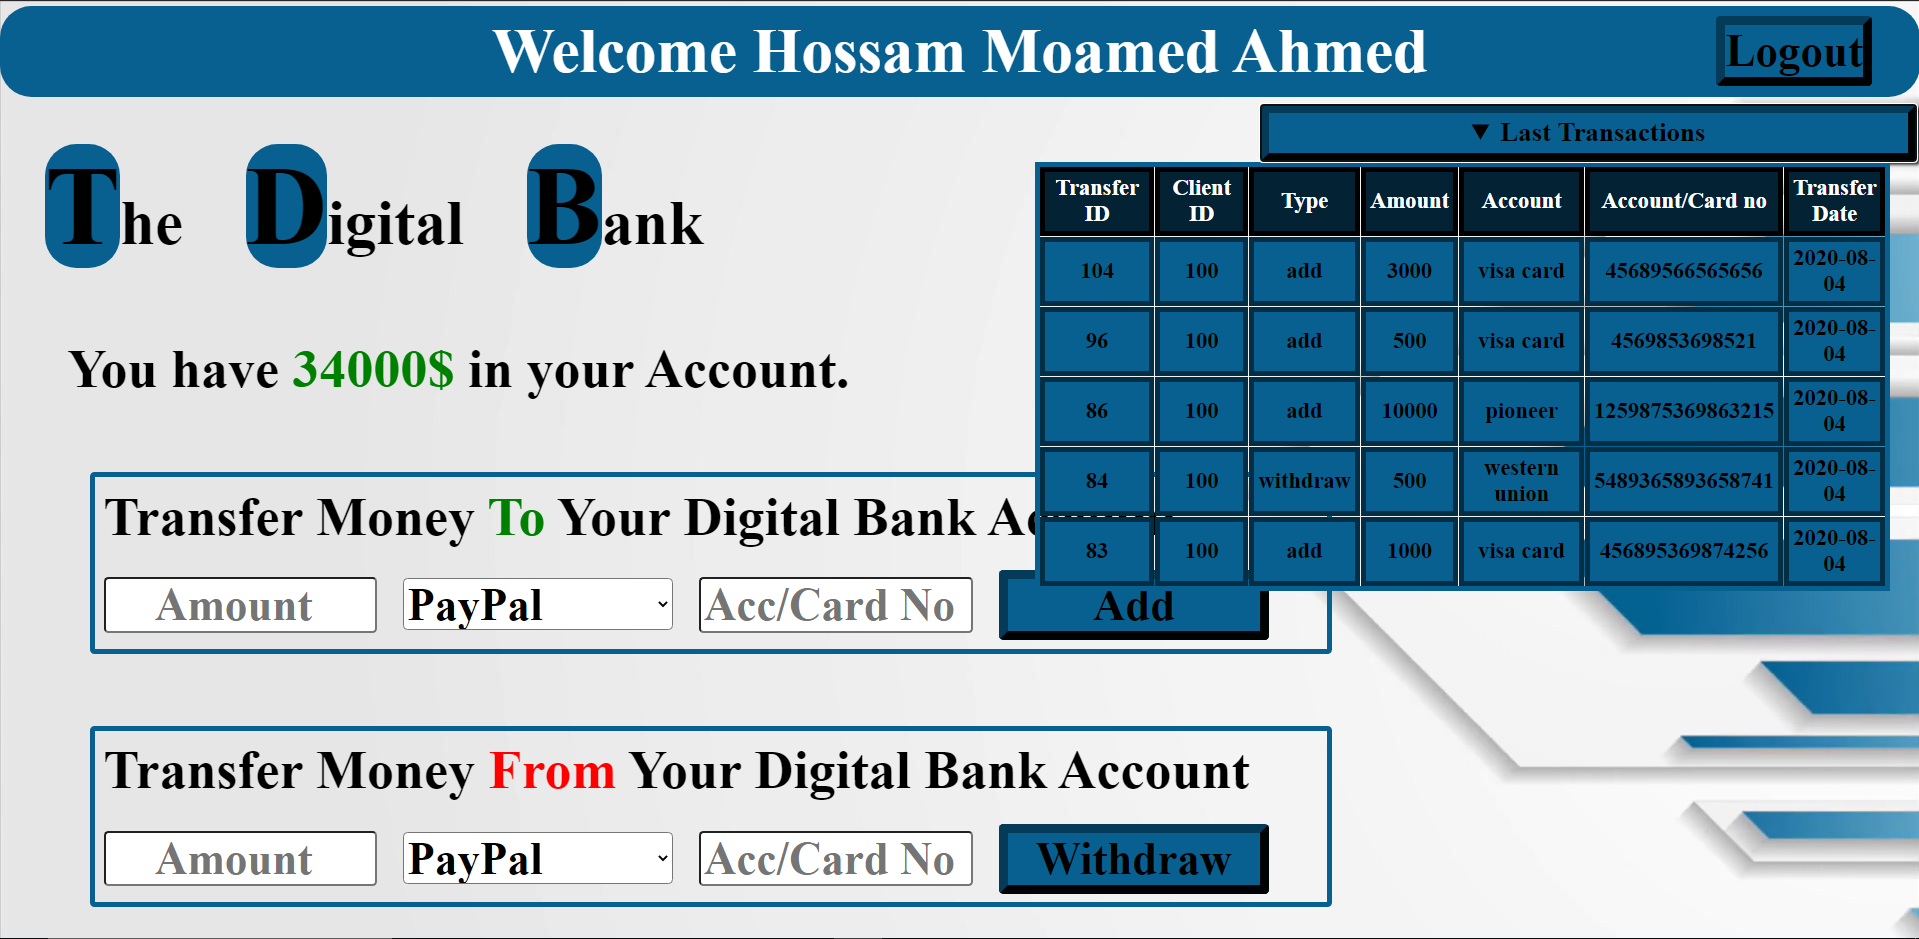 Welcome Hossam Moamed Ahmed
Logout
▼ Last Transactions
The Digital Bank
Transfer ID Client ID Type Amount Account Account/Card no Transfer Date
104 100 add 3000 visa card 45689566565656 2020-08-04
96 100 add 500 visa card 4569853698521 2020-08-04
86 100 add 10000 pioneer 1259875369863215 2020-08-04
84 100 withdraw 500 western union 5489365893658741 2020-08-04
83 100 add 1000 visa card 456895369874256 2020-08-04
You have 34000$ in your Account.
Transfer Money To Your Digital Bank
Amount PayPal Acc/Card No Add
Transfer Money From Your Digital Bank Account
Amount PayPal Acc/Card No Withdraw